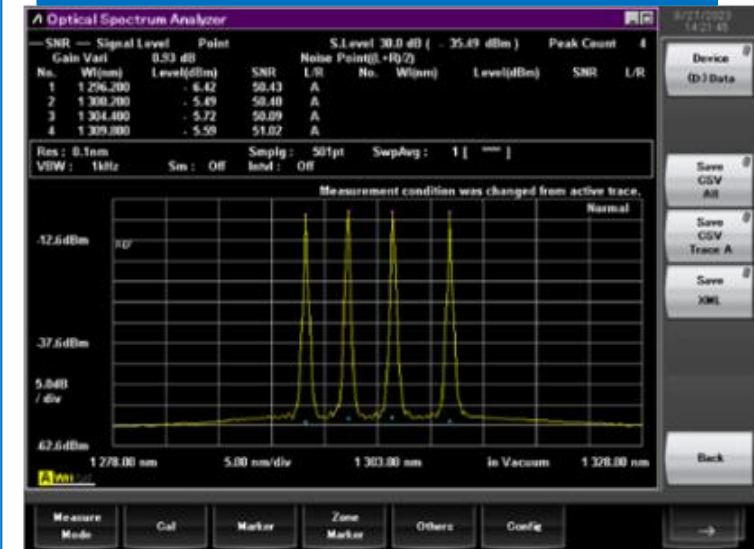 Optical Spectrum Analyzer
9/21/2023
14:21:45
SNR — Signal Level Point S.Level 30.0 dB ( - 35.49 dBm ) Peak Count 4
Gain Vari 0.93 dB Noise Point((L+R)/2)
No. Wl(nm) Level(dBm) SNR L/R No. Wl(nm) Level(dBm) SNR L/R
1 1 296.200 - 6.42 50.43 A
2 1 300.200 - 5.49 50.40 A
3 1 304.400 - 5.72 50.09 A
4 1 309.800 - 5.59 51.02 A
Res : 0.1nm Smplg : 501pt SwpAvg : 1 [ ]
VBW : 1kHz Sm : Off Intvl : Off
Measurement condition was changed from active trace.
Normal
-12.6dBm
-37.6dBm
5.0dB
/ div
-62.6dBm
1 278.00 nm 5.00 nm/div 1 303.00 nm in Vacuum 1 328.00 nm
A Wri
Device
(D:) Data
Save
CSV
All
Save
CSV
Trace A
Save
XML
Back
Measure
Mode
Cal
Marker
Zone
Marker
Others
Config
→